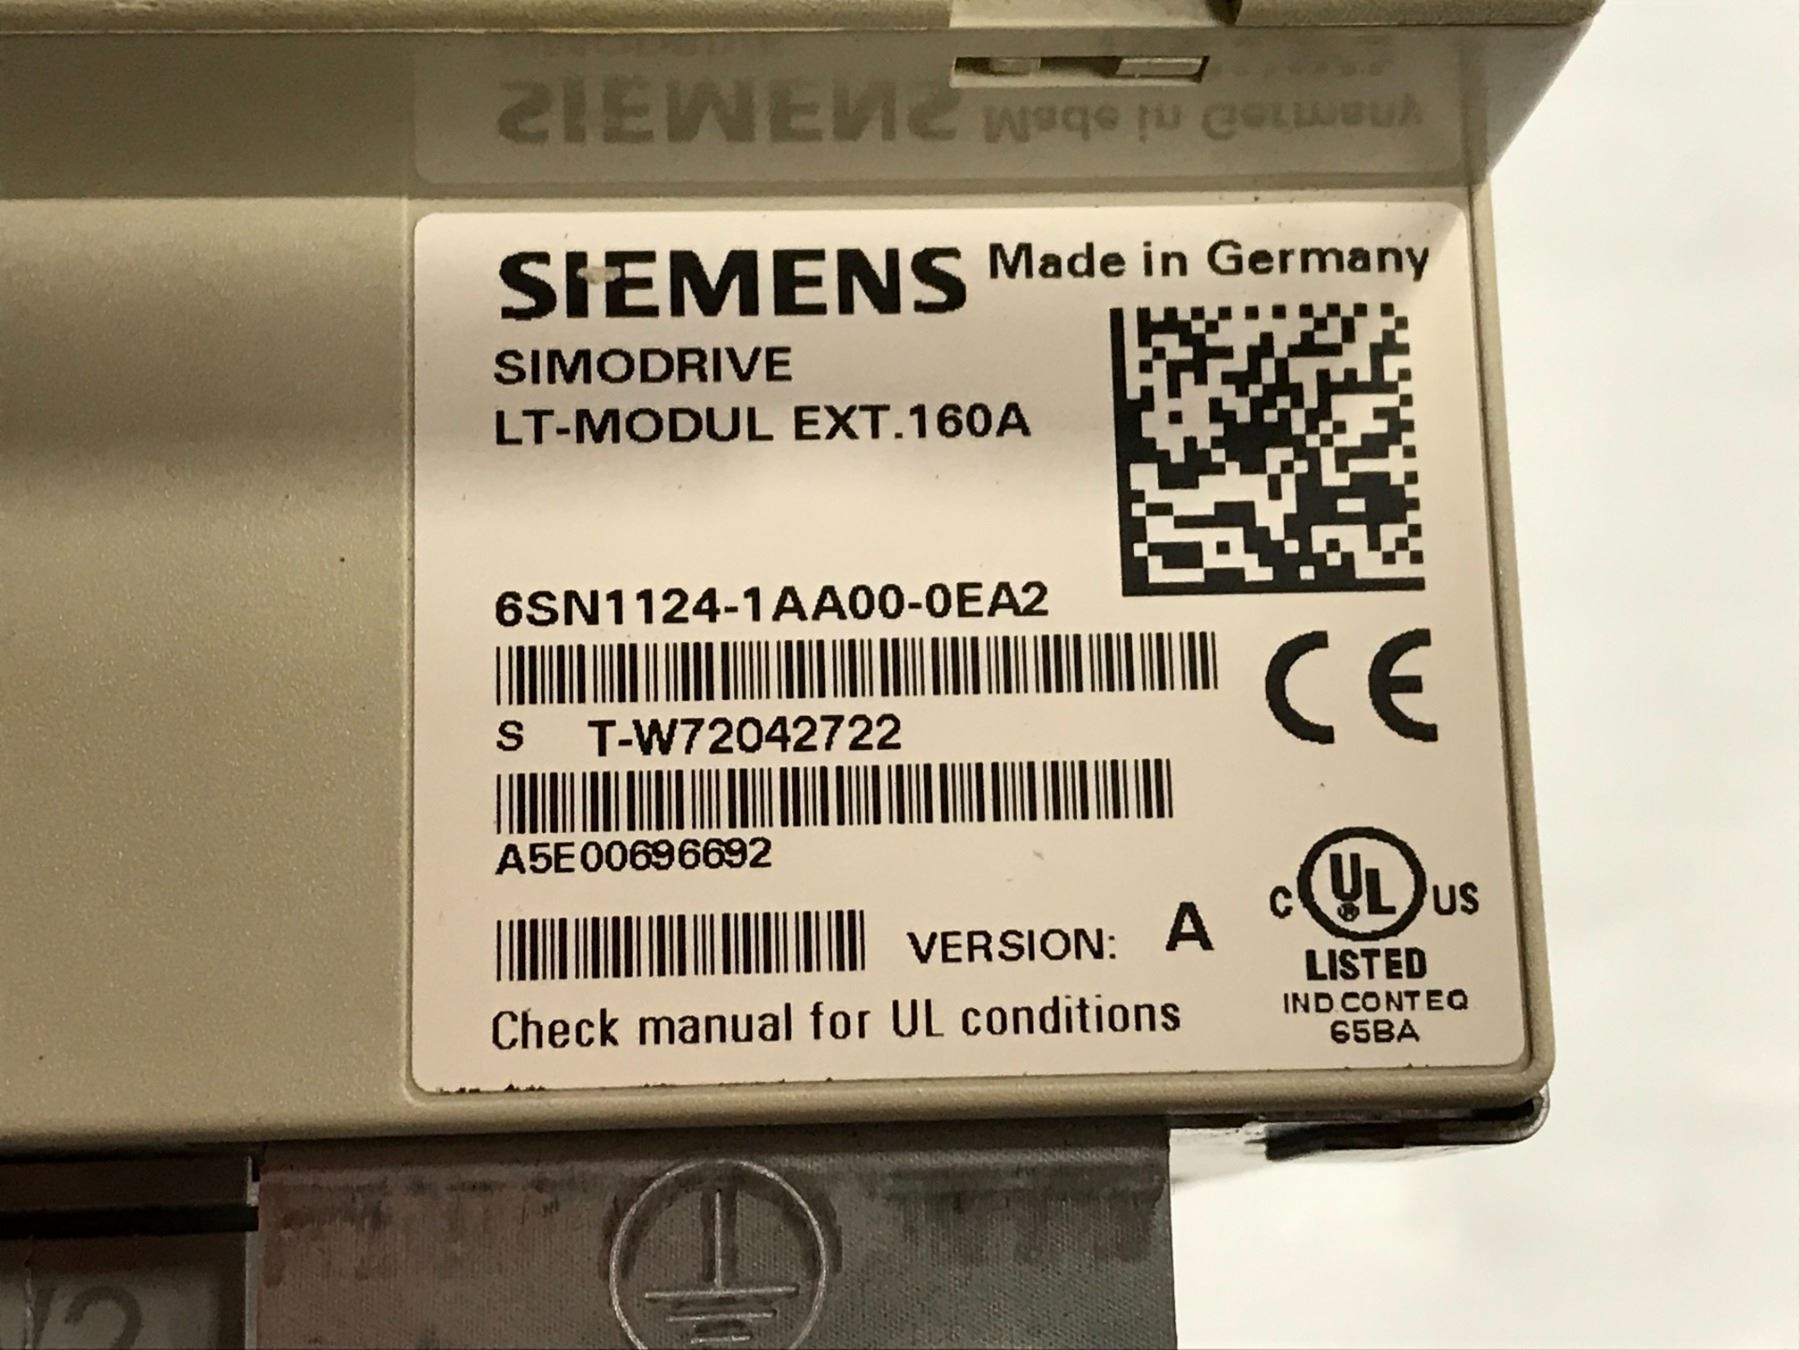 SIEMENS Made in Germany
SIMODRIVE
LT-MODUL EXT.160A
6SN1124-1AA00-0EA2
S T-W72042722
A5E00696692
VERSION: A
Check manual for UL conditions
C UL US
LISTED
IND.CONT.EQ
65BA